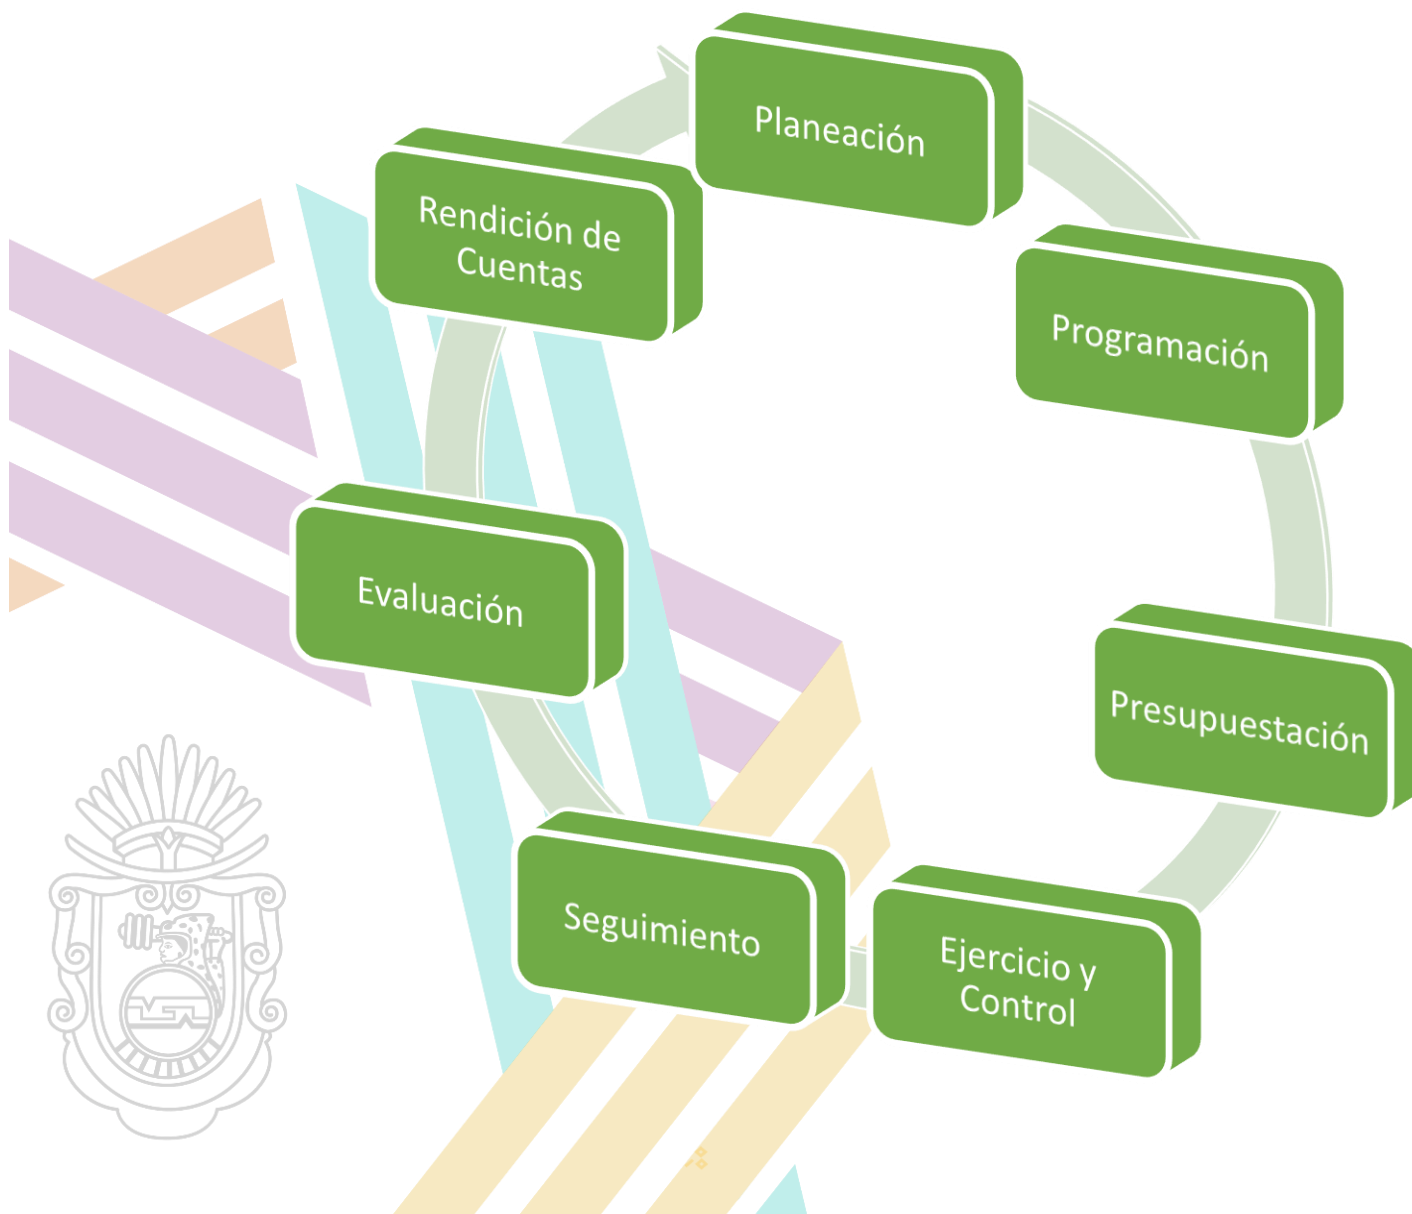 Planeación
Programación
Presupuestación
Ejercicio y
Control
Seguimiento
Evaluación
Rendición de
Cuentas